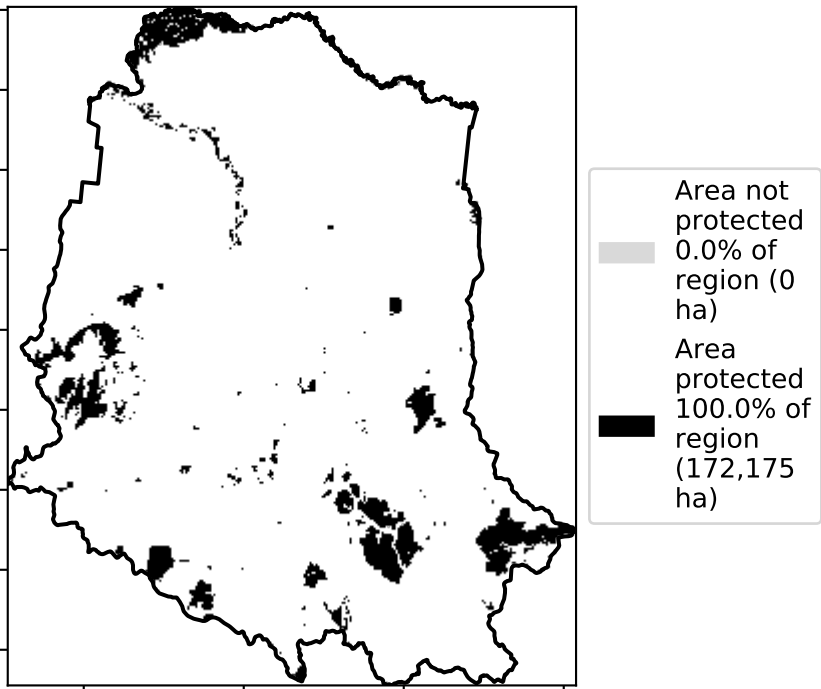 Area not
protected
0.0% of
region (0
ha)
Area
protected
100.0% of
region
(172,175
ha)